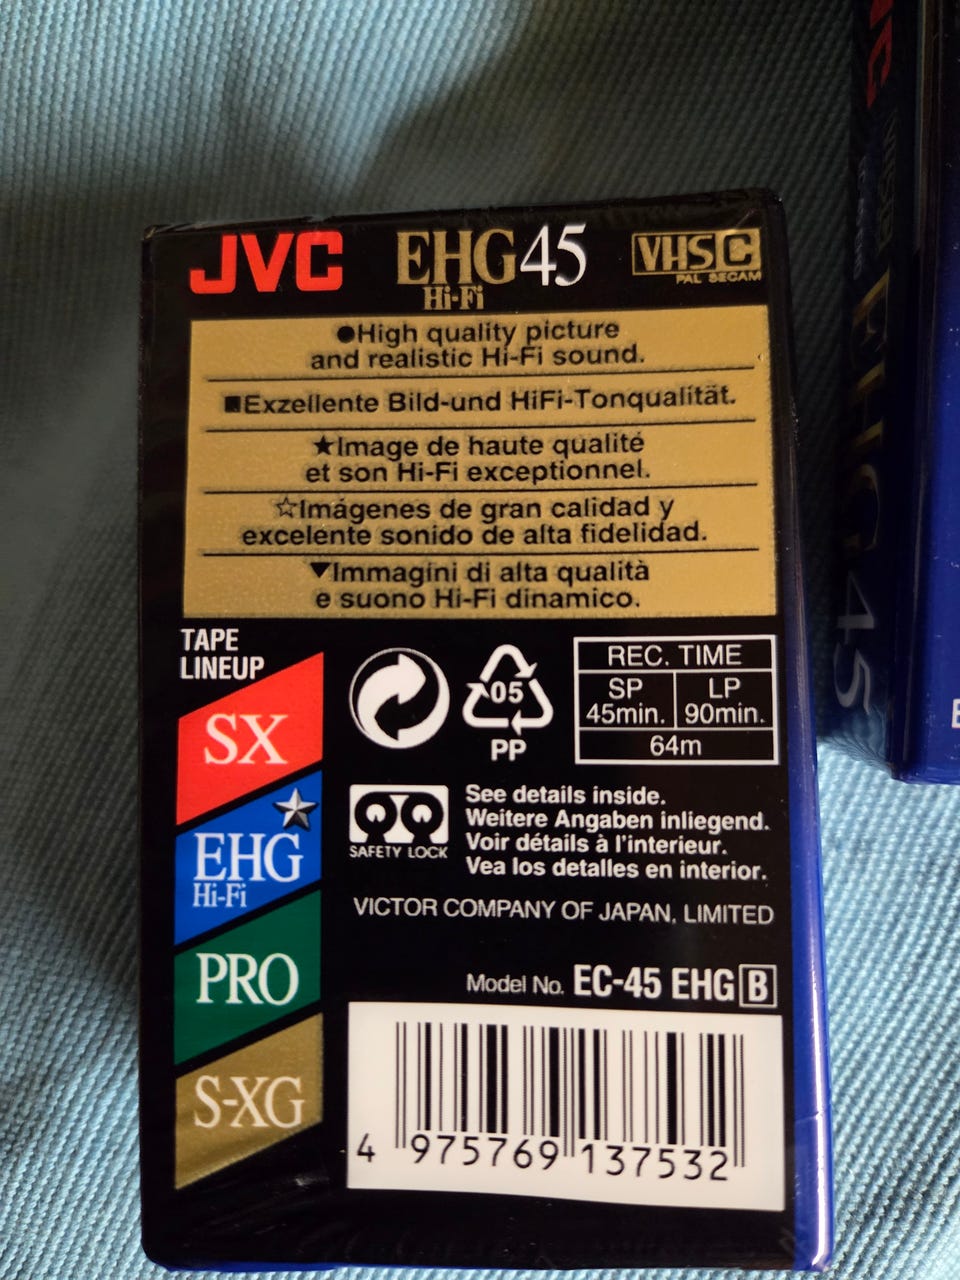 JVC EHG45 VHSC
Hi-Fi PAL SECAM
●High quality picture
and realistic Hi-Fi sound.
■Exzellente Bild-und HiFi-Tonqualität.
★Image de haute qualité
et son Hi-Fi exceptionnel.
☆Imágenes de gran calidad y
excelente sonido de alta fidelidad.
▼Immagini di alta qualità
e suono Hi-Fi dinamico.
TAPE
LINEUP
SX
EHG
Hi-Fi
PRO
S-XG
05
PP
REC. TIME
SP LP
45min. 90min.
64m
SAFETY LOCK
See details inside.
Weitere Angaben inliegend.
Voir détails à l'interieur.
Vea los detalles en interior.
VICTOR COMPANY OF JAPAN, LIMITED
Model No. EC-45 EHG B
4 975769 137532
EHG45